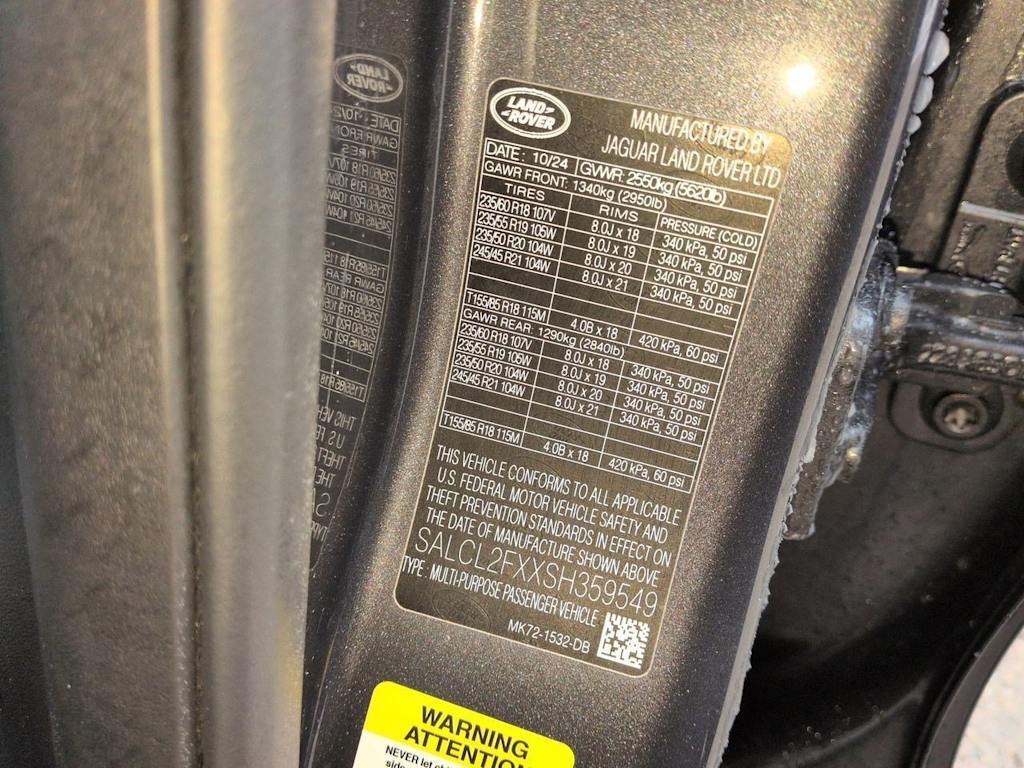 LAND
ROVER
MANUFACTURED BY
JAGUAR LAND ROVER LTD
DATE: 10/24 GVWR: 2550kg (5620lb)
GAWR FRONT: 1340kg (2950lb)
TIRES RIMS PRESSURE (COLD)
235/60 R18 107V 8.0J x 18 340 kPa, 50 psi
235/55 R19 105W 8.0J x 19 340 kPa, 50 psi
235/50 R20 104W 8.0J x 20 340 kPa, 50 psi
245/45 R21 104W 8.0J x 21 340 kPa, 50 psi
T155/85 R18 115M 4.0B x 18 420 kPa, 60 psi
GAWR REAR: 1290kg (2840lb)
235/60 R18 107V 8.0J x 18 340 kPa, 50 psi
235/55 R19 105W 8.0J x 19 340 kPa, 50 psi
235/50 R20 104W 8.0J x 20 340 kPa, 50 psi
245/45 R21 104W 8.0J x 21 340 kPa, 50 psi
T155/85 R18 115M 4.0B x 18 420 kPa, 60 psi
THIS VEHICLE CONFORMS TO ALL APPLICABLE
U.S. FEDERAL MOTOR VEHICLE SAFETY AND
THEFT PREVENTION STANDARDS IN EFFECT ON
THE DATE OF MANUFACTURE SHOWN ABOVE
SALCL2FXXSH359549
TYPE: MULTI-PURPOSE PASSENGER VEHICLE
MK72-1532-DB
WARNING
ATTENTION
NEVER let chi
side